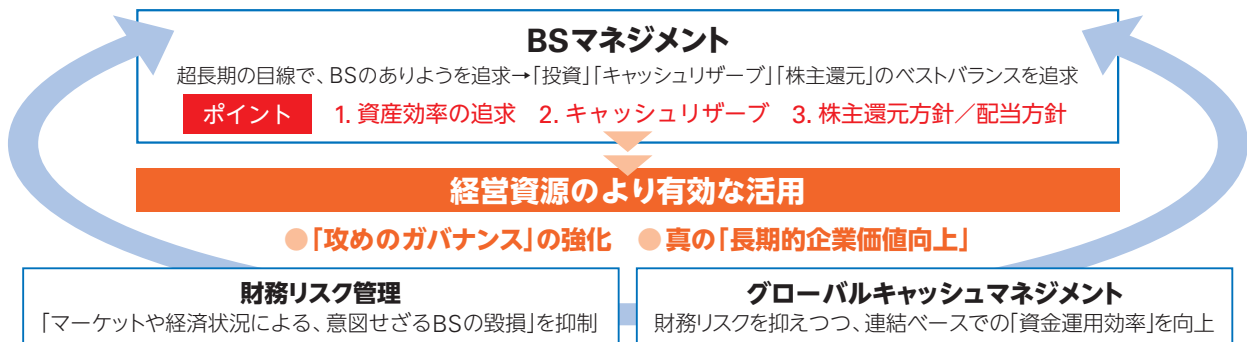 BSマネジメント
超長期の目線で、BSのありようを追求→「投資」「キャッシュリザーブ」「株主還元」のベストバランスを追求
ポイント 1. 資産効率の追求 2. キャッシュリザーブ 3. 株主還元方針／配当方針
経営資源のより有効な活用
●「攻めのガバナンス」の強化 ●真の「長期的企業価値向上」
財務リスク管理
「マーケットや経済状況による、意図せざるBSの毀損」を抑制
グローバルキャッシュマネジメント
財務リスクを抑えつつ、連結ベースでの「資金運用効率」を向上